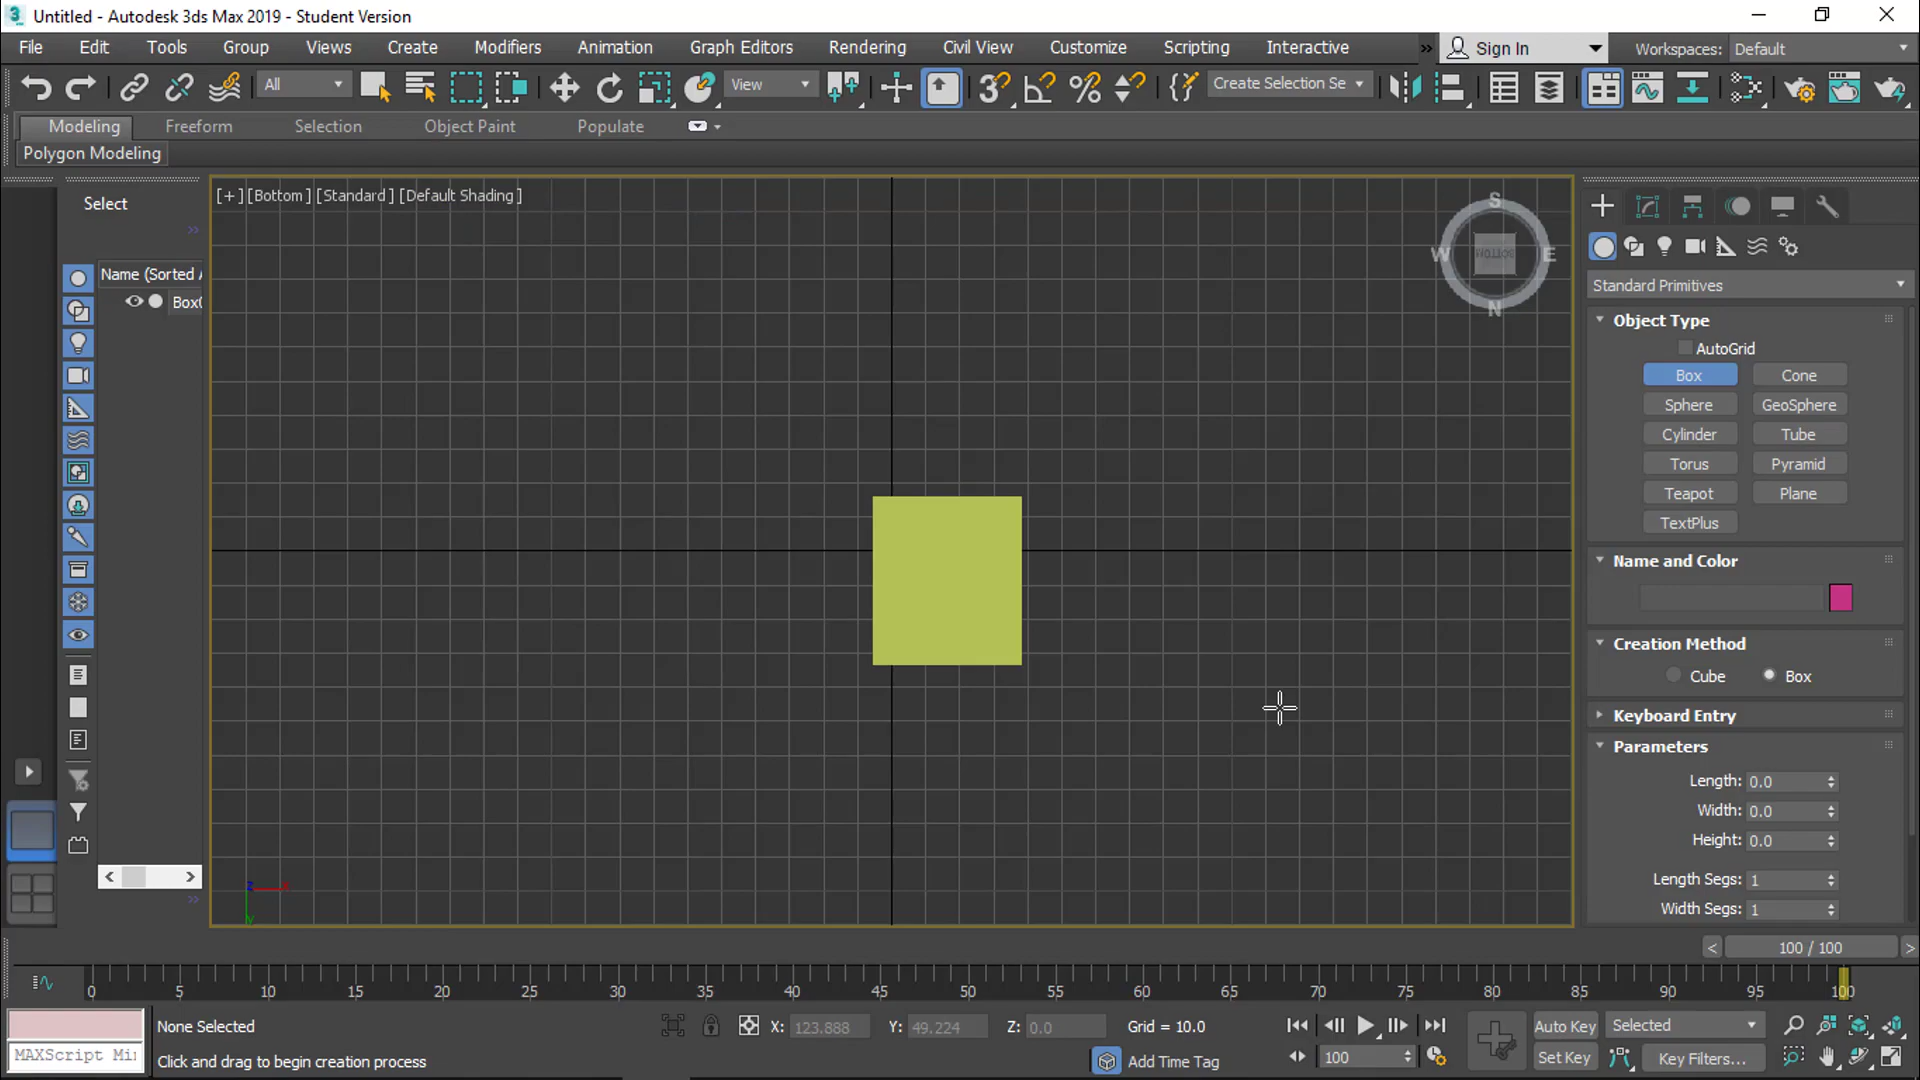 Untitled - Autodesk 3ds Max 2019 - Student Version
File Edit Tools Group Views Create Modifiers Animation Graph Editors Rendering Civil View Customize Scripting Interactive » Sign In Workspaces: Default
All View Create Selection Se
Modeling Freeform Selection Object Paint Populate
Polygon Modeling
Select
Name (Sorted A
Box0
[+] [Bottom] [Standard] [Default Shading]
S
W E
BOTTOM
N
Standard Primitives
Object Type
AutoGrid
Box Cone
Sphere GeoSphere
Cylinder Tube
Torus Pyramid
Teapot Plane
TextPlus
Name and Color
Creation Method
Cube Box
Keyboard Entry
Parameters
Length: 0.0
Width: 0.0
Height: 0.0
Length Segs: 1
Width Segs: 1
z x
y
< 100 / 100 >
0 5 10 15 20 25 30 35 40 45 50 55 60 65 70 75 80 85 90 95 100
None Selected X: 123.888 Y: 49.224 Z: 0.0 Grid = 10.0 Auto Key Selected
MAXScript Mi Click and drag to begin creation process Add Time Tag 100 Set Key Key Filters...